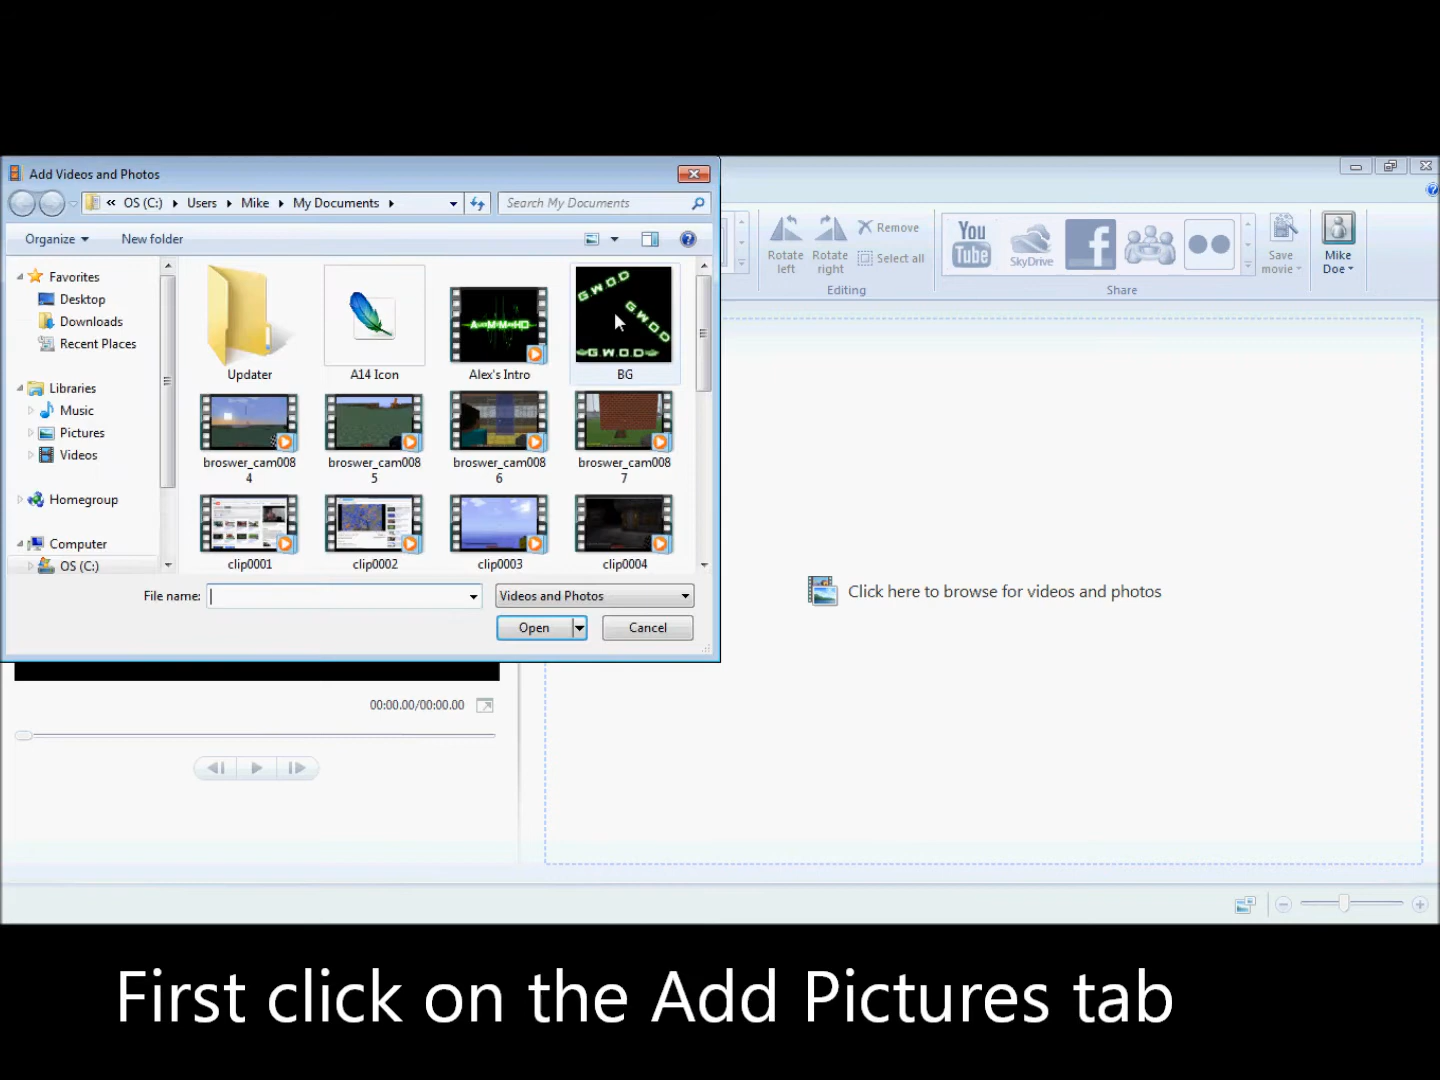 Add Videos and Photos
« OS (C:) Users Mike My Documents
Search My Documents
Organize
New folder
Favorites
Desktop
Downloads
Recent Places
Libraries
Music
Pictures
Videos
Homegroup
Computer
OS (C:)
G.W.O.D
G.W.O.D
G.W.O.D
Updater
A14 Icon
Alex's Intro
BG
broswer_cam008
4
broswer_cam008
5
broswer_cam008
6
broswer_cam008
7
clip0001
clip0002
clip0003
clip0004
File name:
Videos and Photos
Open
Cancel
Rotate
left
Rotate
right
Remove
Select all
Editing
You
Tube
SkyDrive
f
Share
Save
movie
Mike
Doe
Click here to browse for videos and photos
00:00.00/00:00.00
First click on the Add Pictures tab